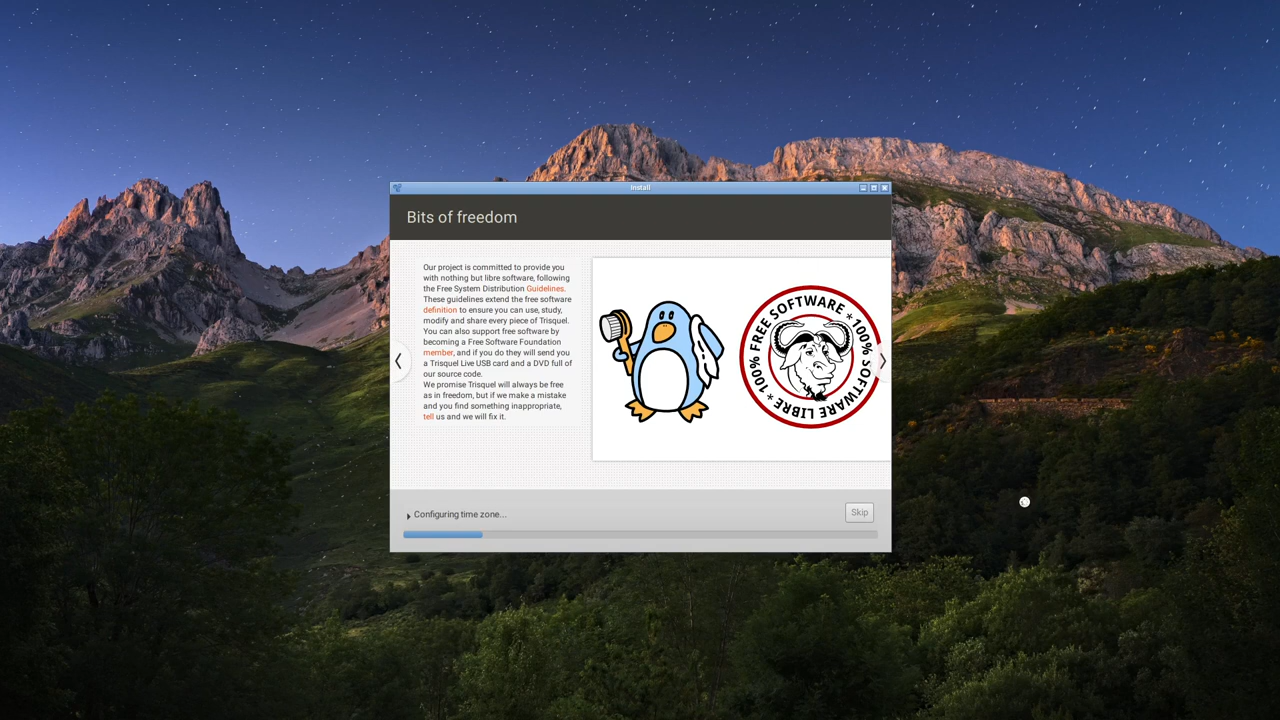 Install
Bits of freedom
Our project is committed to provide you
with nothing but libre software, following
the Free System Distribution Guidelines.
These guidelines extend the free software
definition to ensure you can use, study,
modify and share every piece of Trisquel.
You can also support free software by
becoming a Free Software Foundation
member, and if you do they will send you
a Trisquel Live USB card and a DVD full of
our source code.
We promise Trisquel will always be free
as in freedom, but if we make a mistake
and you find something inappropriate,
tell us and we will fix it.
* 100% FREE SOFTWARE * 100% SOFTWARE LIBRE
Configuring time zone...
Skip